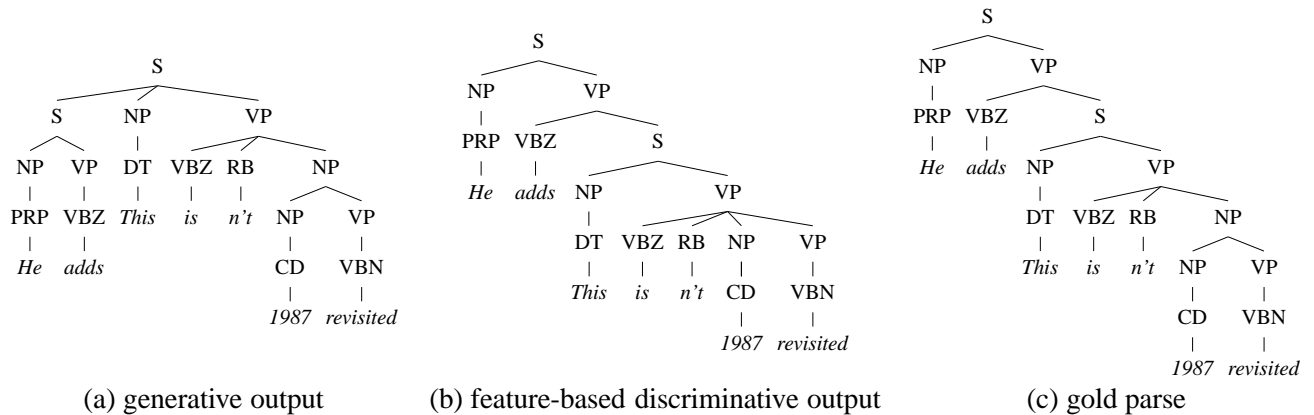 S
S NP VP
NP VP DT VBZ RB NP
PRP VBZ This is n’t NP VP
He adds CD VBN
1987 revisited
(a) generative output
S
NP VP
PRP VBZ S
He adds NP VP
DT VBZ RB NP VP
This is n’t CD VBN
1987 revisited
(b) feature-based discriminative output
S
NP VP
PRP VBZ S
He adds NP VP
DT VBZ RB NP
This is n’t NP VP
CD VBN
1987 revisited
(c) gold parse